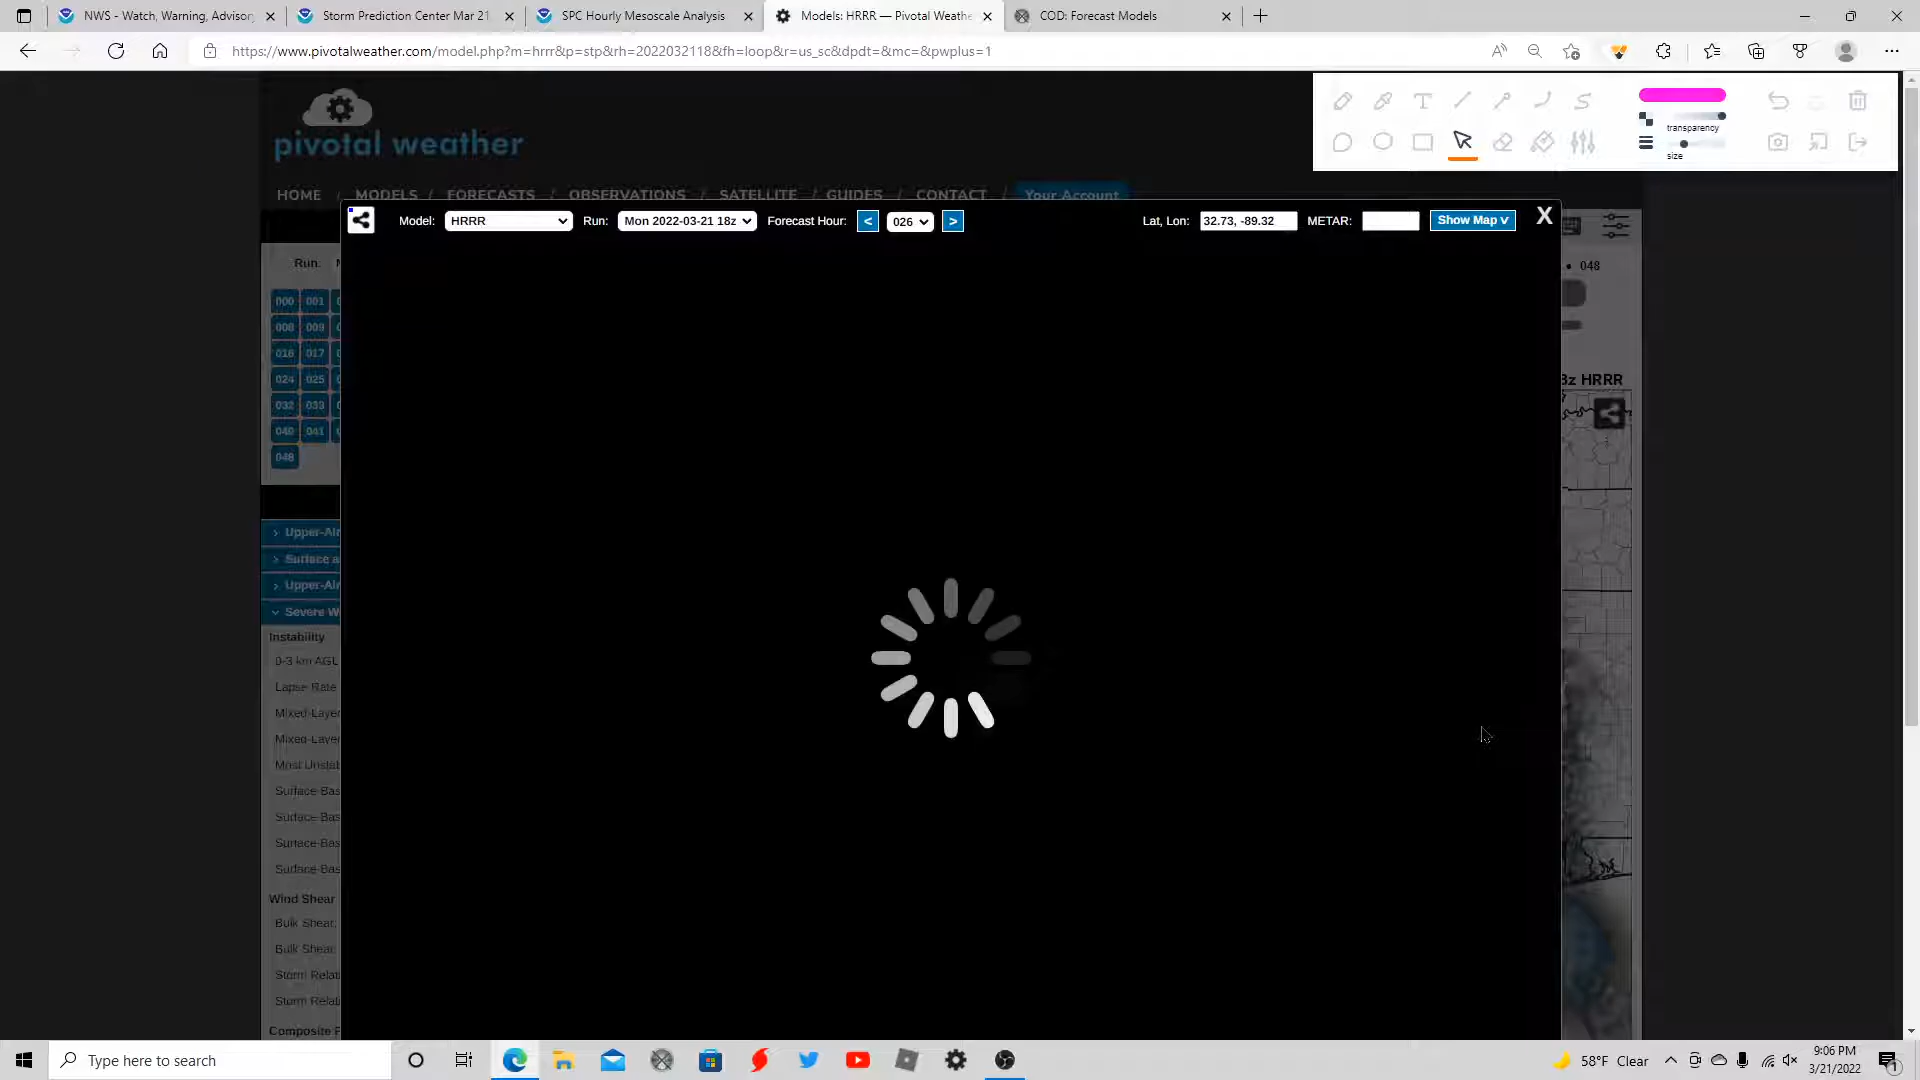 NWS - Watch, Warning, Advisory
Storm Prediction Center Mar 21
SPC Hourly Mesoscale Analysis
Models: HRRR — Pivotal Weathe
COD: Forecast Models
https://www.pivotalweather.com/model.php?m=hrrr&p=stp&rh=2022032118&fh=loop&r=us_sc&dpdt=&mc=&pwplus=1
transparency
size
pivotal weather
HOME / MODELS / FORECASTS / OBSERVATIONS / SATELLITE / GUIDES / CONTACT / Your Account
Model: HRRR Run: Mon 2022-03-21 18z Forecast Hour: < 026 > Lat, Lon: 32.73, -89.32 METAR: Show Map v X
Run:
048
000 001
008 009
016 017
024 025
032 033
040 041
048
3z HRRR
Upper-Air
Surface a
Upper-Air
Severe W
Instability
0-3 km AGL
Lapse Rate
Mixed-Layer
Mixed-Layer
Most Unstab
Surface-Bas
Surface-Bas
Surface-Bas
Surface-Bas
Wind Shear
Bulk Shear,
Bulk Shear
Storm Relati
Storm Relati
Composite P
Type here to search
58°F Clear
9:06 PM
3/21/2022